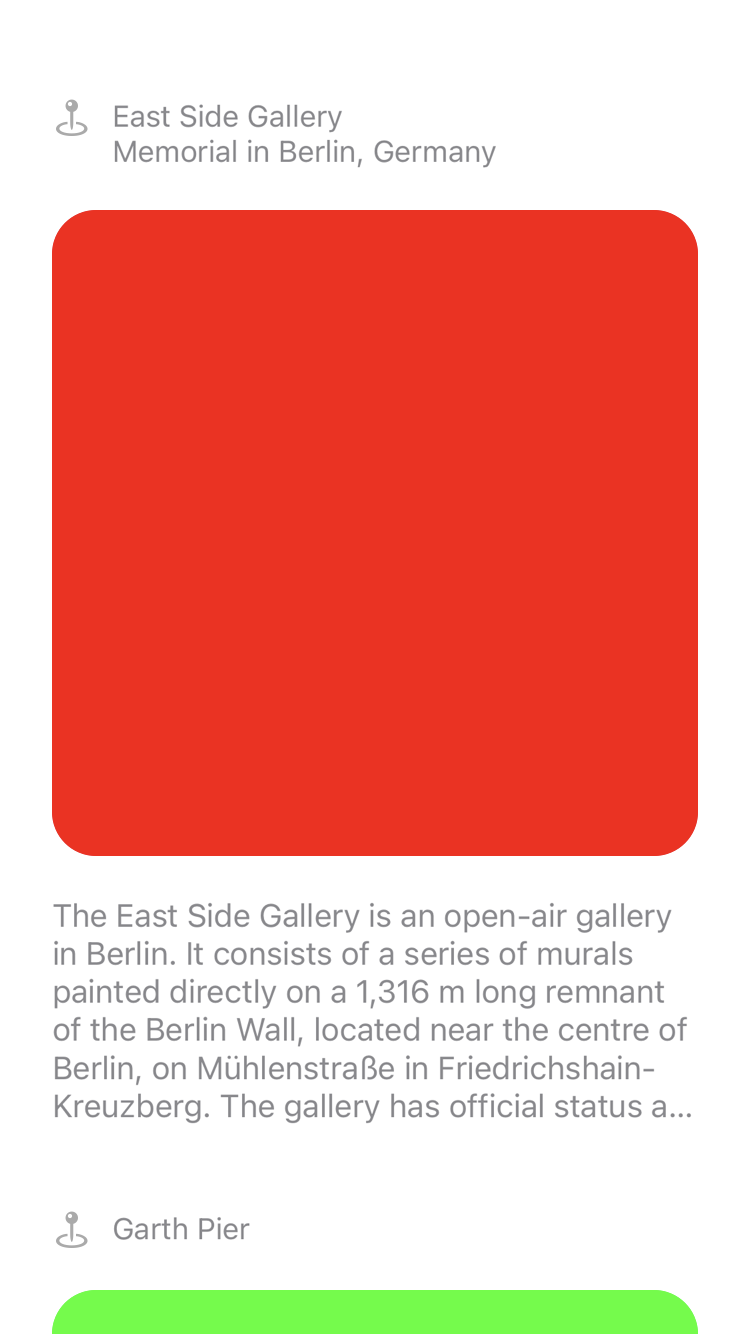 East Side Gallery
Memorial in Berlin, Germany
The East Side Gallery is an open-air gallery
in Berlin. It consists of a series of murals
painted directly on a 1,316 m long remnant
of the Berlin Wall, located near the centre of
Berlin, on Mühlenstraße in Friedrichshain-
Kreuzberg. The gallery has official status a...
Garth Pier